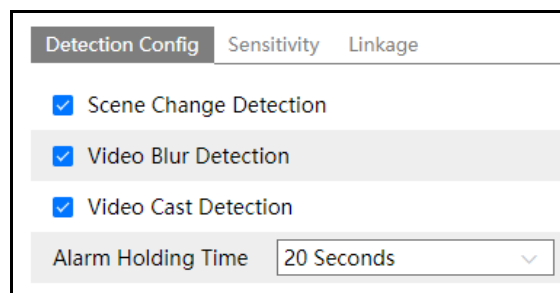 Detection Config Sensitivity Linkage
Scene Change Detection
Video Blur Detection
Video Cast Detection
Alarm Holding Time 20 Seconds